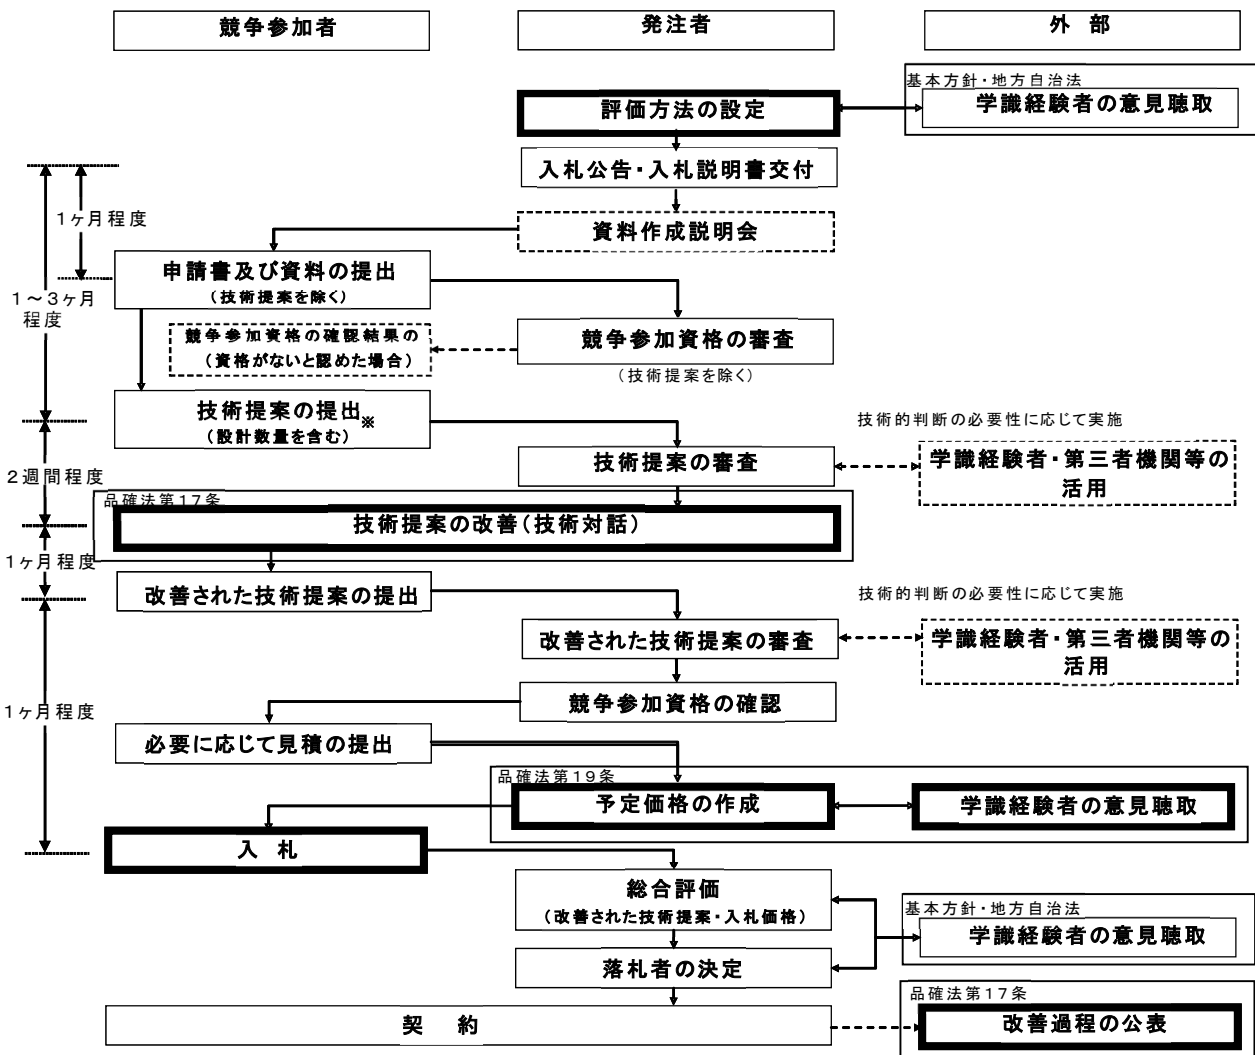 競争参加者
発注者
外 部
基本方針・地方自治法
評価方法の設定
学識経験者の意見聴取
入札公告・入札説明書交付
1ヶ月程度
資料作成説明会
申請書及び資料の提出
（技術提案を除く）
1～3ヶ月
程度
競争参加資格の確認結果の
（資格がないと認めた場合）
競争参加資格の審査
（技術提案を除く）
技術提案の提出※
（設計数量を含む）
技術的判断の必要性に応じて実施
2週間程度
技術提案の審査
学識経験者・第三者機関等の
活用
品確法第17条
技術提案の改善（技術対話）
1ヶ月程度
改善された技術提案の提出
技術的判断の必要性に応じて実施
改善された技術提案の審査
学識経験者・第三者機関等の
活用
競争参加資格の確認
1ヶ月程度
必要に応じて見積の提出
品確法第19条
予定価格の作成
学識経験者の意見聴取
入 札
総合評価
（改善された技術提案・入札価格）
基本方針・地方自治法
学識経験者の意見聴取
落札者の決定
品確法第17条
契 約
改善過程の公表